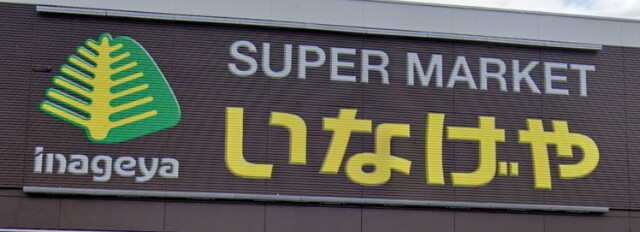 SUPER MARKET
いなげや
inageya